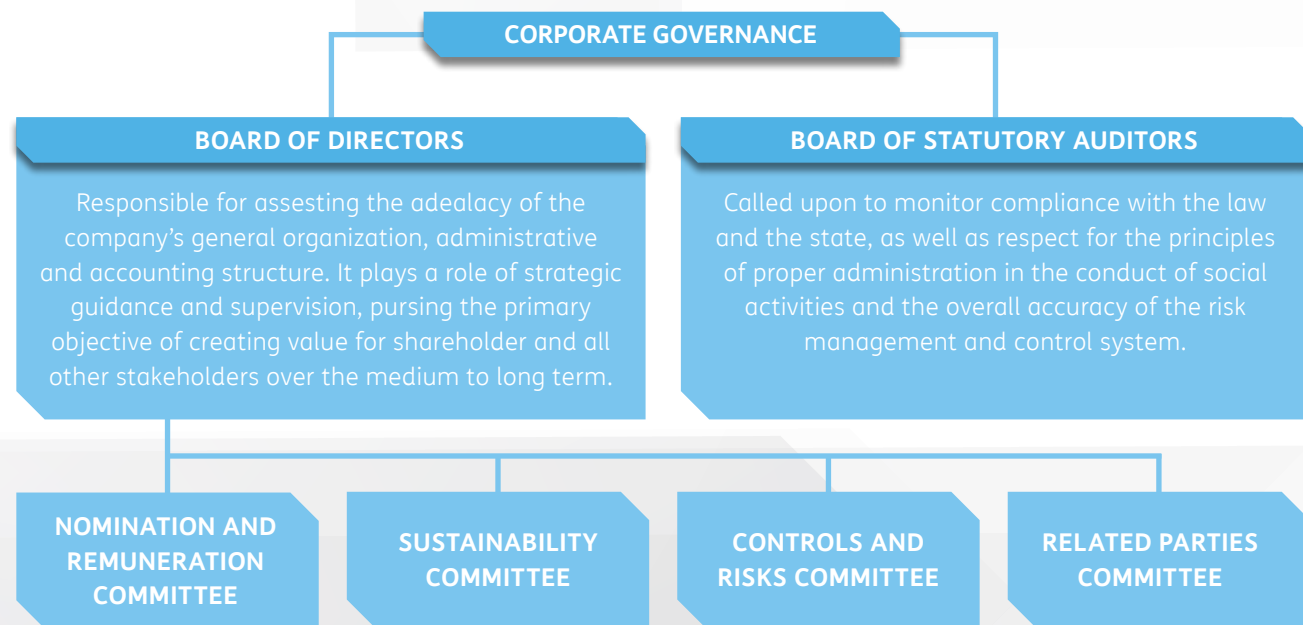 CORPORATE GOVERNANCE
BOARD OF DIRECTORS
Responsible for assesting the adealacy of the
company’s general organization, administrative
and accounting structure. It plays a role of strategic
guidance and supervision, pursing the primary
objective of creating value for shareholder and all
other stakeholders over the medium to long term.
BOARD OF STATUTORY AUDITORS
Called upon to monitor compliance with the law
and the state, as well as respect for the principles
of proper administration in the conduct of social
activities and the overall accuracy of the risk
management and control system.
NOMINATION AND
REMUNERATION
COMMITTEE
SUSTAINABILITY
COMMITTEE
CONTROLS AND
RISKS COMMITTEE
RELATED PARTIES
COMMITTEE